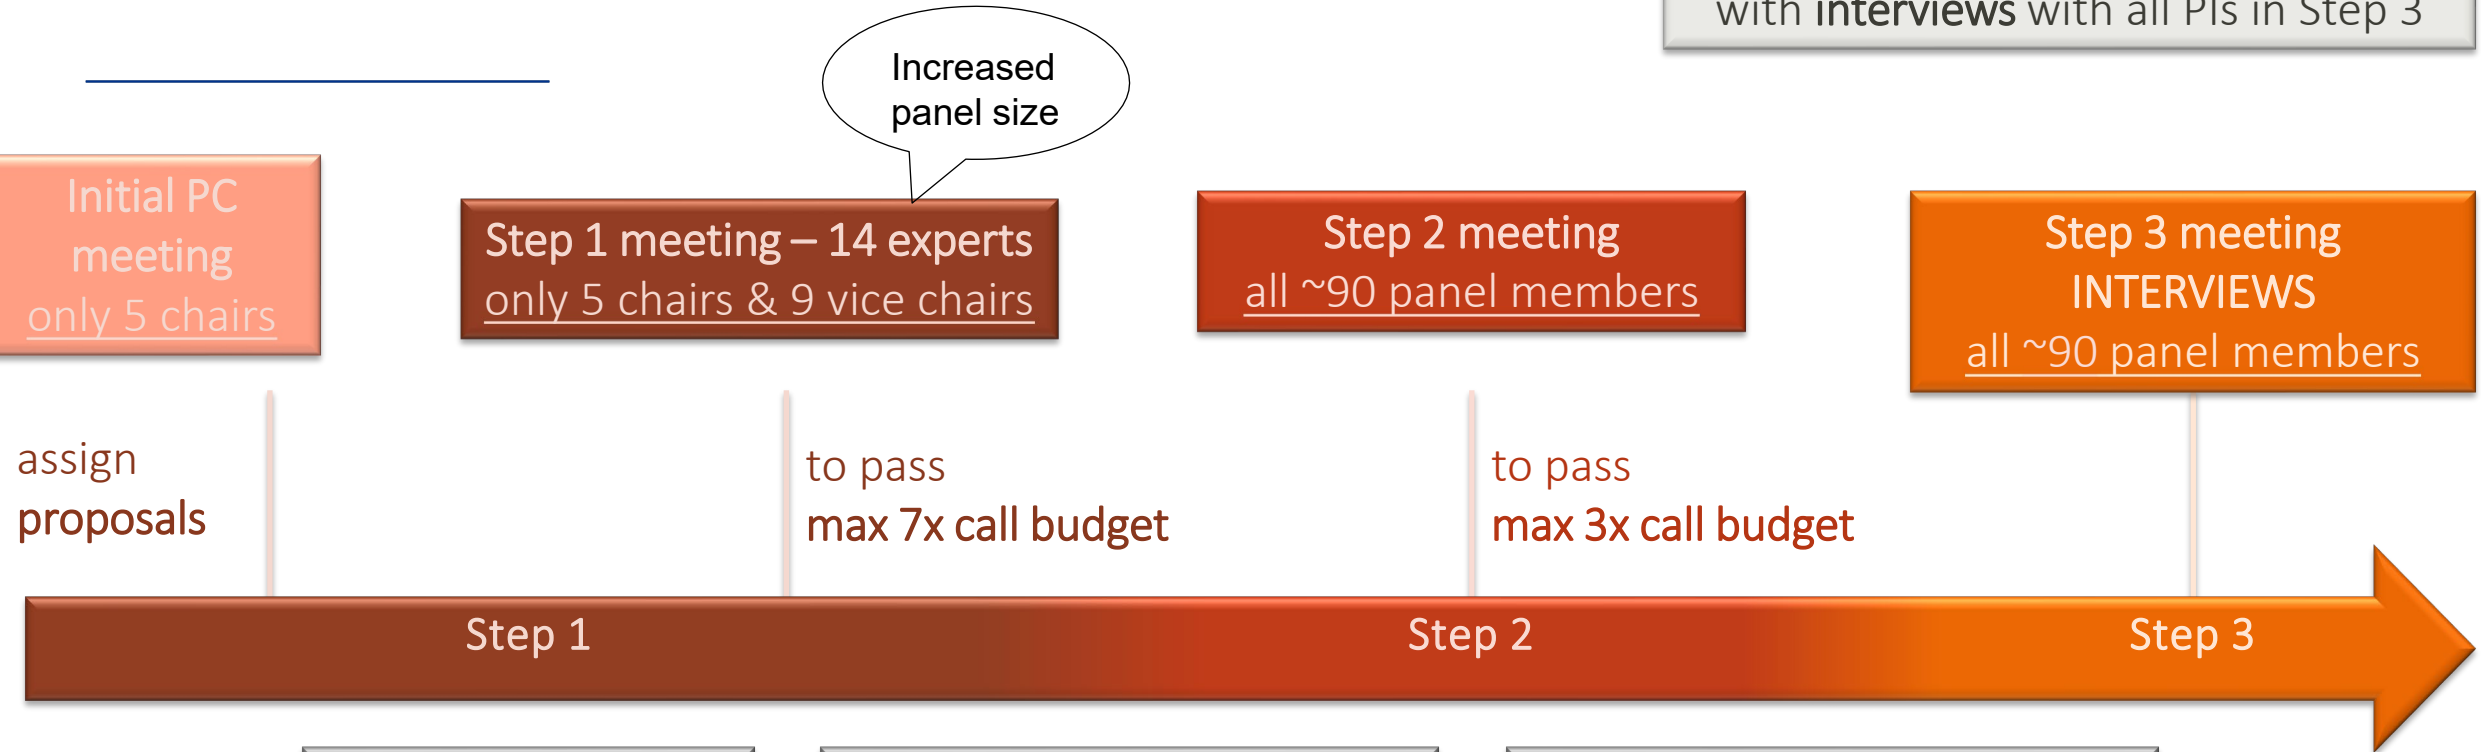 with interviews with all PIs in Step 3
Increased
panel size
Initial PC
meeting
only 5 chairs
Step 1 meeting – 14 experts
only 5 chairs & 9 vice chairs
Step 2 meeting
all ~90 panel members
Step 3 meeting
INTERVIEWS
all ~90 panel members
assign
proposals
to pass
max 7x call budget
to pass
max 3x call budget
Step 1
Step 2
Step 3